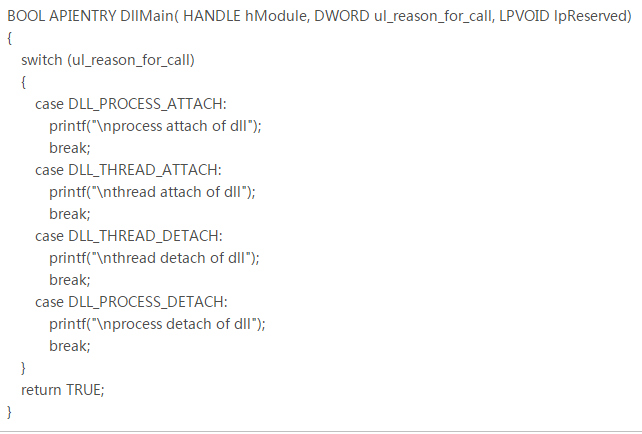 BOOL APIENTRY DllMain( HANDLE hModule, DWORD ul_reason_for_call, LPVOID lpReserved)
{
switch (ul_reason_for_call)
{
case DLL_PROCESS_ATTACH:
printf("\nprocess attach of dll");
break;
case DLL_THREAD_ATTACH:
printf("\nthread attach of dll");
break;
case DLL_THREAD_DETACH:
printf("\nthread detach of dll");
break;
case DLL_PROCESS_DETACH:
printf("\nprocess detach of dll");
break;
}
return TRUE;
}